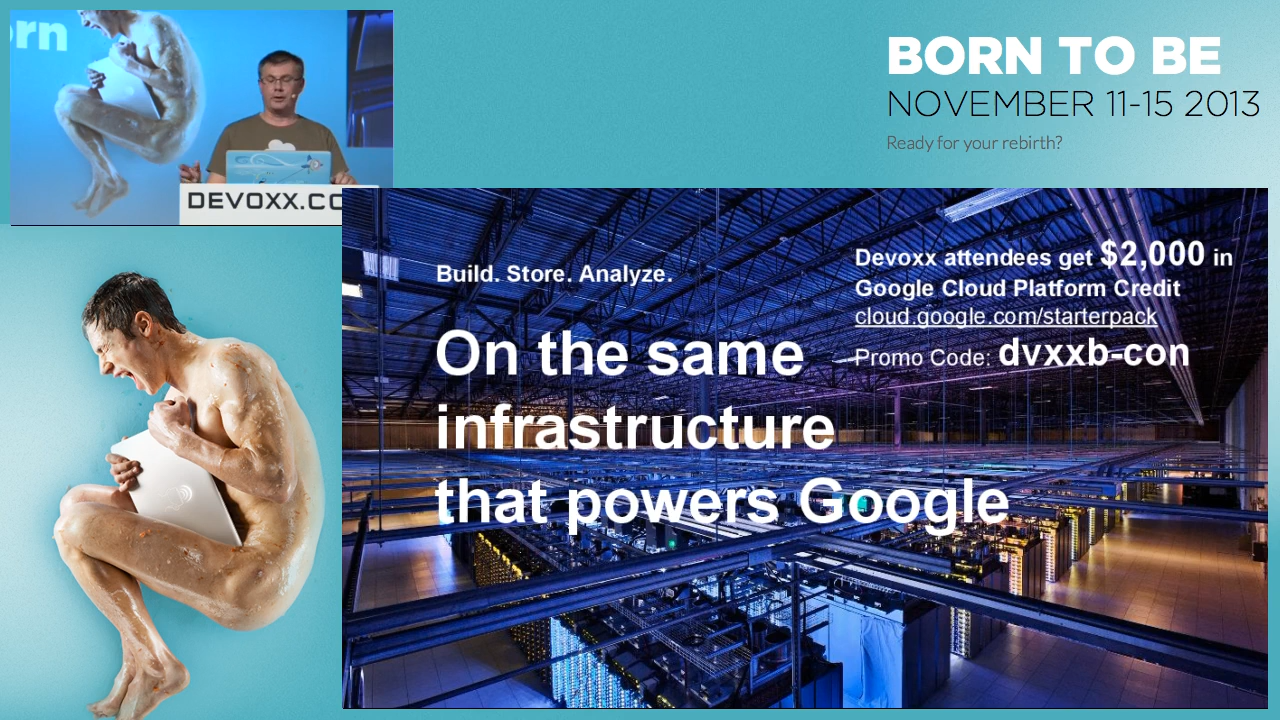 orn
DEVOXX.CO
BORN TO BE
NOVEMBER 11-15 2013
Ready for your rebirth?
Build. Store. Analyze.
On the same
infrastructure
that powers Google
Devoxx attendees get $2,000 in
Google Cloud Platform Credit
cloud.google.com/starterpack
Promo Code: dvxxb-con